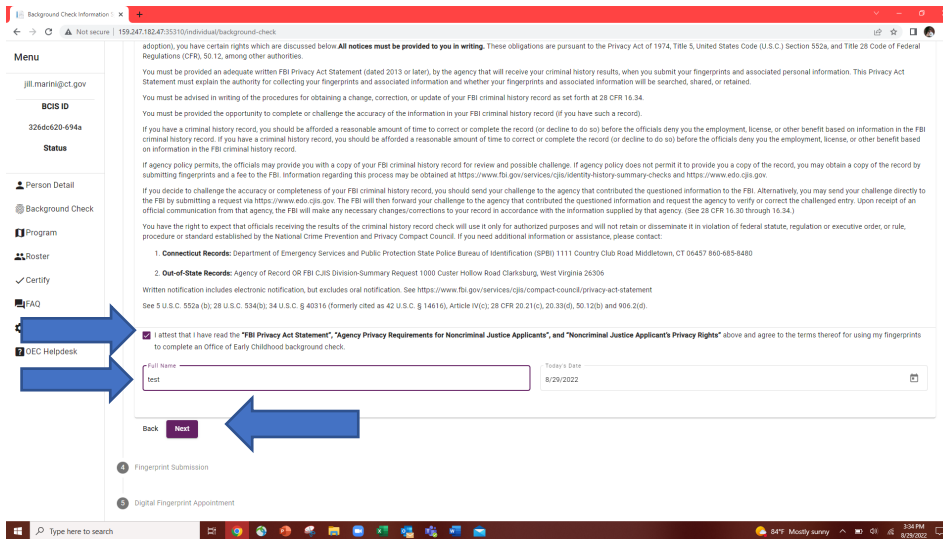 Background Check Information S
Not secure | 159.247.182.47:35310/individual/background-check
Menu
jill.marini@ct.gov
BCIS ID
326dc620-694a
Status
Person Detail
Background Check
Program
Roster
Certify
FAQ
OEC Helpdesk
adoption), you have certain rights which are discussed below.All notices must be provided to you in writing. These obligations are pursuant to the Privacy Act of 1974, Title 5, United States Code (U.S.C.) Section 552a, and Title 28 Code of Federal
Regulations (CFR), 50.12, among other authorities.
You must be provided an adequate written FBI Privacy Act Statement (dated 2013 or later), by the agency that will receive your criminal history results, when you submit your fingerprints and associated personal information. This Privacy Act
Statement must explain the authority for collecting your fingerprints and associated information and whether your fingerprints and associated information will be searched, shared, or retained.
You must be advised in writing of the procedures for obtaining a change, correction, or update of your FBI criminal history record as set forth at 28 CFR 16.34.
You must be provided the opportunity to complete or challenge the accuracy of the information in your FBI criminal history record (if you have such a record).
If you have a criminal history record, you should be afforded a reasonable amount of time to correct or complete the record (or decline to do so) before the officials deny you the employment, license, or other benefit based on information in the FBI
criminal history record. If you have a criminal history record, you should be afforded a reasonable amount of time to correct or complete the record (or decline to do so) before the officials deny you the employment, license, or other benefit based
on information in the FBI criminal history record.
If agency policy permits, the officials may provide you with a copy of your FBI criminal history record for review and possible challenge. If agency policy does not permit it to provide you a copy of the record, you may obtain a copy of the record by
submitting fingerprints and a fee to the FBI. Information regarding this process may be obtained at https://www.fbi.gov/services/cjis/identity-history-summary-checks and https://www.edo.cjis.gov.
If you decide to challenge the accuracy or completeness of your FBI criminal history record, you should send your challenge to the agency that contributed the questioned information to the FBI. Alternatively, you may send your challenge directly to
the FBI by submitting a request via https://www.edo.cjis.gov. The FBI will then forward your challenge to the agency that contributed the questioned information and request the agency to verify or correct the challenged entry. Upon receipt of an
official communication from that agency, the FBI will make any necessary changes/corrections to your record in accordance with the information supplied by that agency. (See 28 CFR 16.30 through 16.34.)
You have the right to expect that officials receiving the results of the criminal history record check will use it only for authorized purposes and will not retain or disseminate it in violation of federal statute, regulation or executive order, or rule,
procedure or standard established by the National Crime Prevention and Privacy Compact Council. If you need additional information or assistance, please contact:
1. Connecticut Records: Department of Emergency Services and Public Protection State Police Bureau of Identification (SPBI) 1111 Country Club Road Middletown, CT 06457 860-685-8480
2. Out-of-State Records: Agency of Record OR FBI CJIS Division-Summary Request 1000 Custer Hollow Road Clarksburg, West Virginia 26306
Written notification includes electronic notification, but excludes oral notification. See https://www.fbi.gov/services/cjis/compact-council/privacy-act-statement
See 5 U.S.C. 552a (b); 28 U.S.C. 534(b); 34 U.S.C. § 40316 (formerly cited as 42 U.S.C. § 14616), Article IV(c); 28 CFR 20.21(c), 20.33(d), 50.12(b) and 906.2(d).
I attest that I have read the "FBI Privacy Act Statement", "Agency Privacy Requirements for Noncriminal Justice Applicants", and "Noncriminal Justice Applicant's Privacy Rights" above and agree to the terms thereof for using my fingerprints
to complete an Office of Early Childhood background check.
Full Name
test
Today's Date
8/29/2022
Back
Next
4 Fingerprint Submission
5 Digital Fingerprint Appointment
Type here to search
84°F Mostly sunny
3:34 PM
8/29/2022